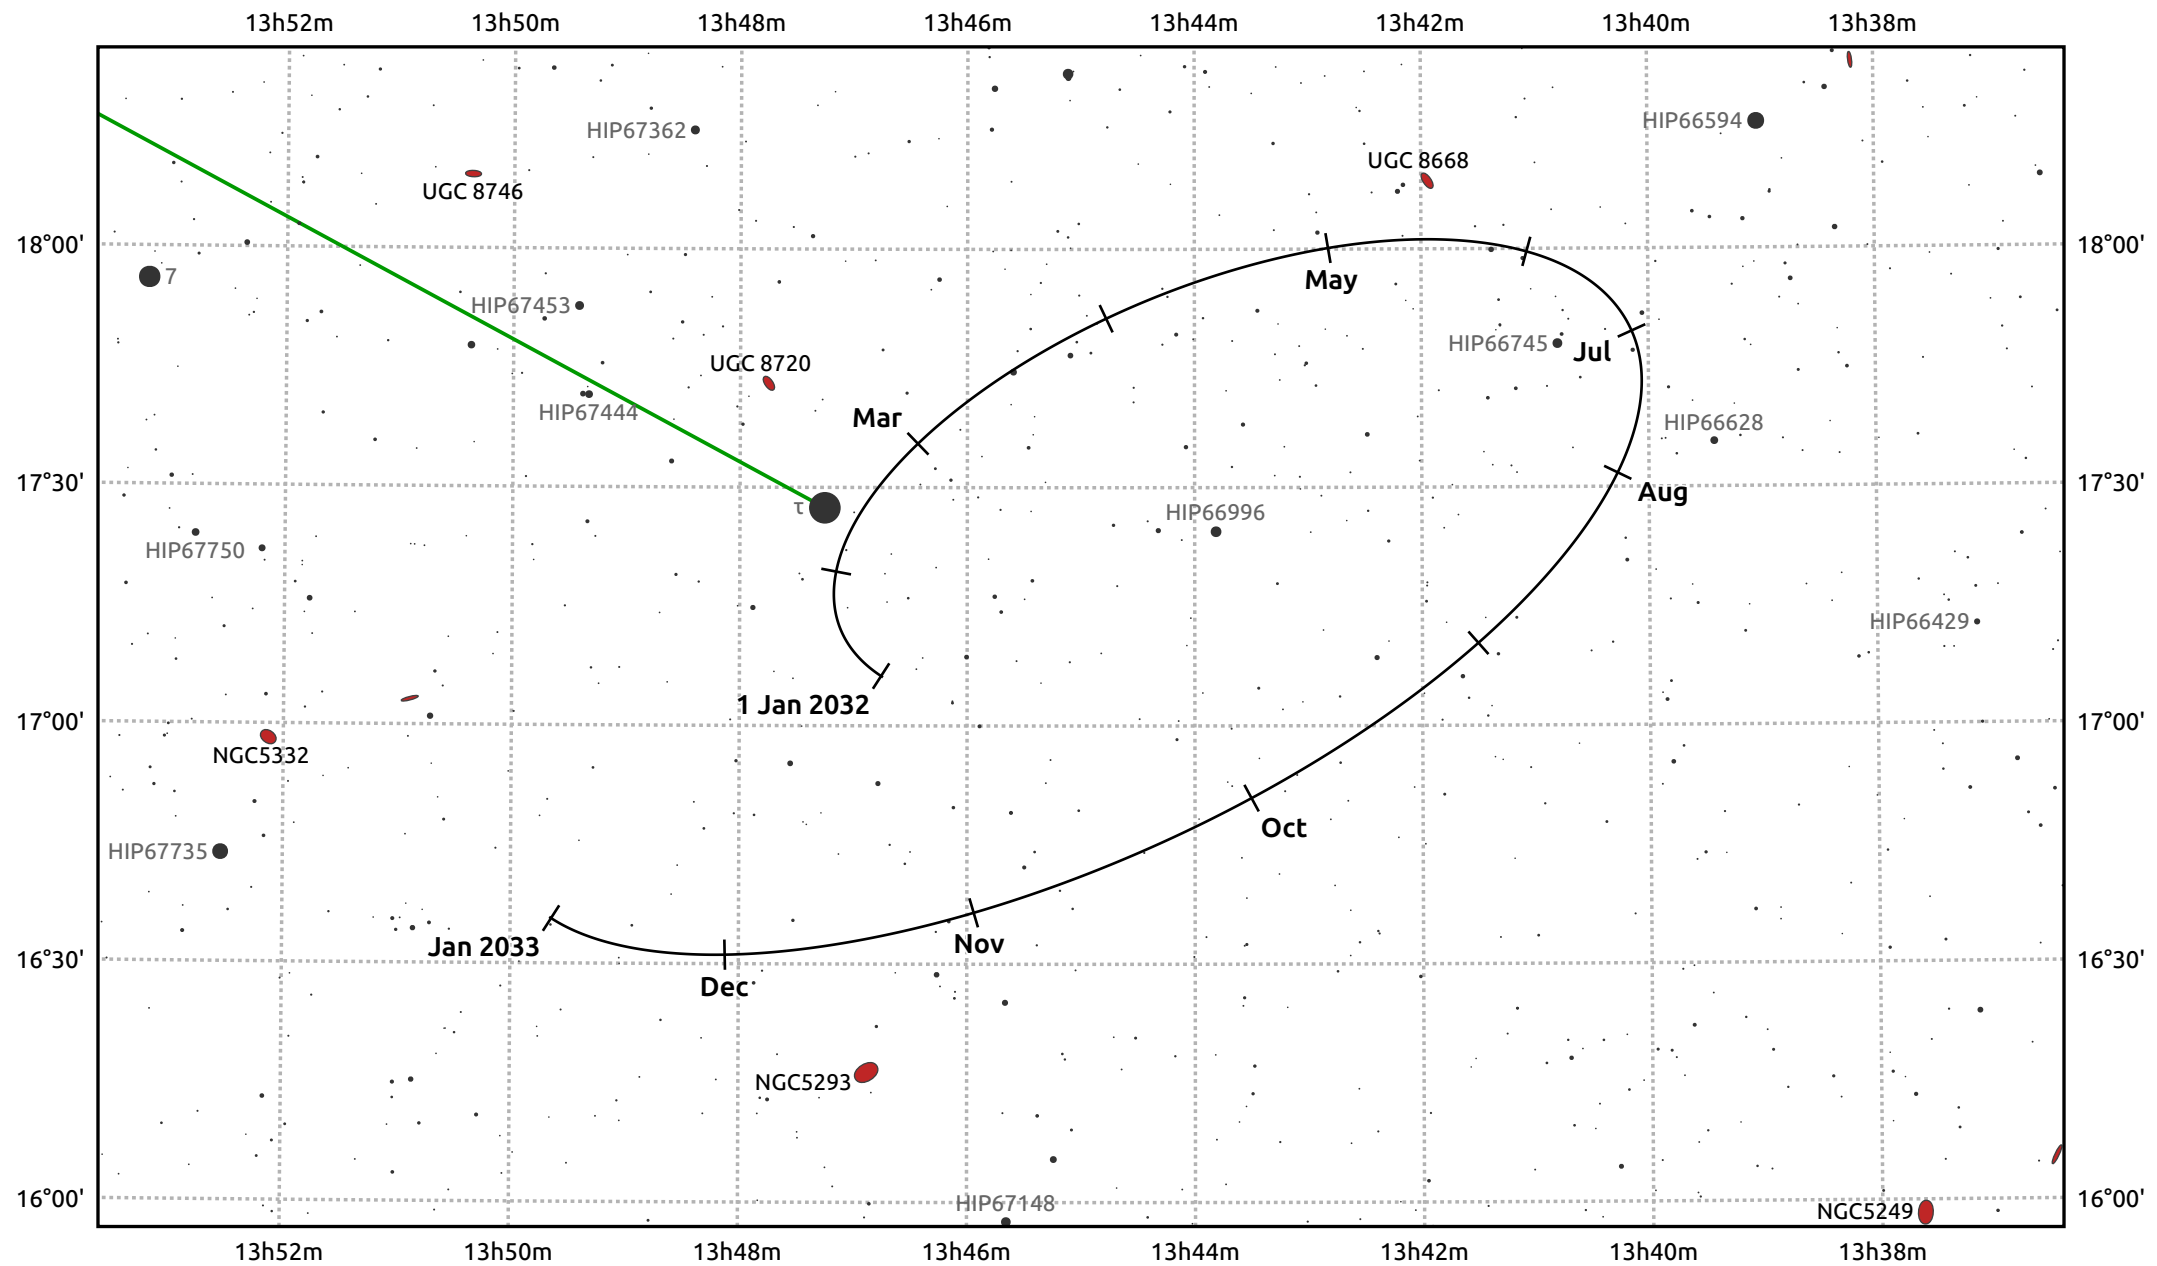 13h52m 13h50m 13h48m 13h46m 13h44m 13h42m 13h40m 13h38m
HIP66594
HIP67362
UGC 8668
UGC 8746
18°00' 18°00'
7
May
HIP67453
HIP66745
Jul
UGC 8720
HIP67444
Mar
HIP66628
17°30' 17°30'
Aug
τ
HIP66996
HIP67750
HIP66429
1 Jan 2032
17°00' 17°00'
NGC5332
Oct
HIP67735
Jan 2033
Nov
16°30' 16°30'
Dec
NGC5293
16°00' 16°00'
HIP67148
NGC5249
13h52m 13h50m 13h48m 13h46m 13h44m 13h42m 13h40m 13h38m